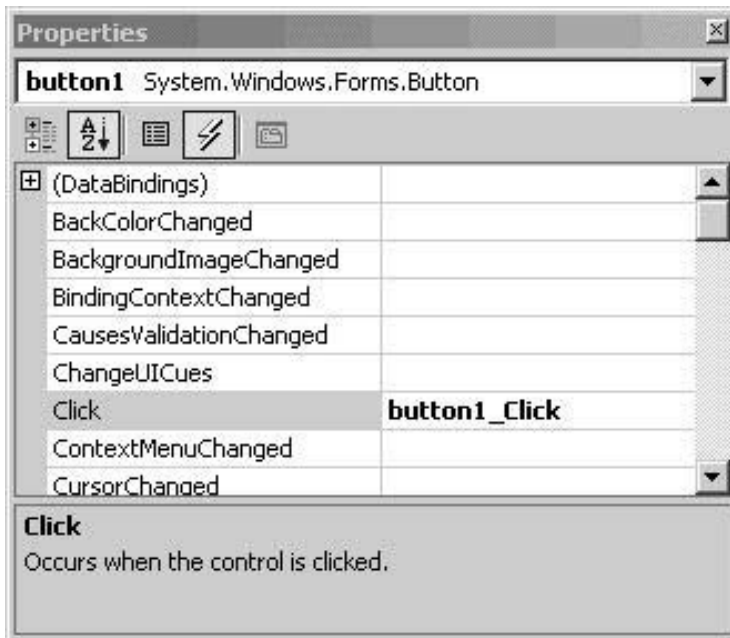 Properties
button1 System.Windows.Forms.Button
(DataBindings)
BackColorChanged
BackgroundImageChanged
BindingContextChanged
CausesValidationChanged
ChangeUICues
Click button1_Click
ContextMenuChanged
CursorChanged
Click
Occurs when the control is clicked.